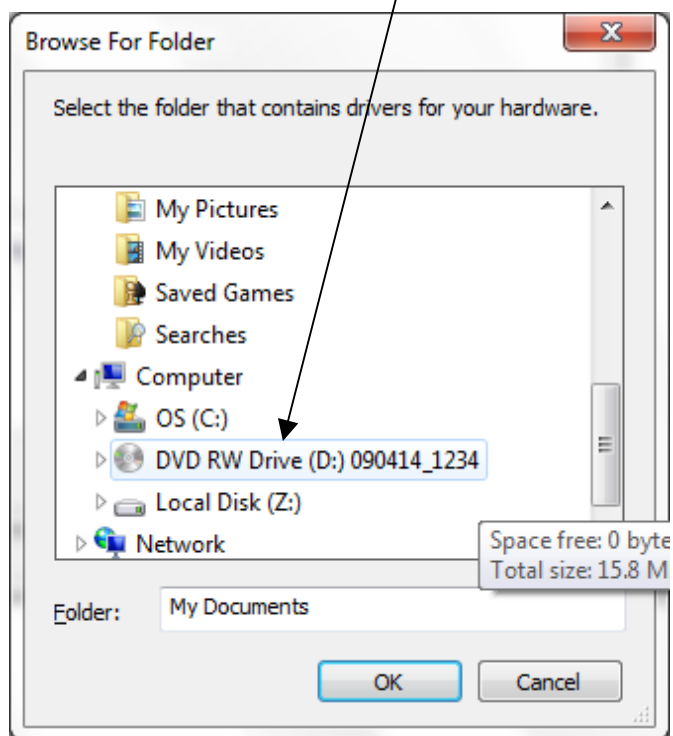 Browse For Folder
Select the folder that contains drivers for your hardware.
My Pictures
My Videos
Saved Games
Searches
Computer
OS (C:)
DVD RW Drive (D:) 090414_1234
Local Disk (Z:)
Network
Space free: 0 byte
Total size: 15.8 M
Folder:
My Documents
OK
Cancel